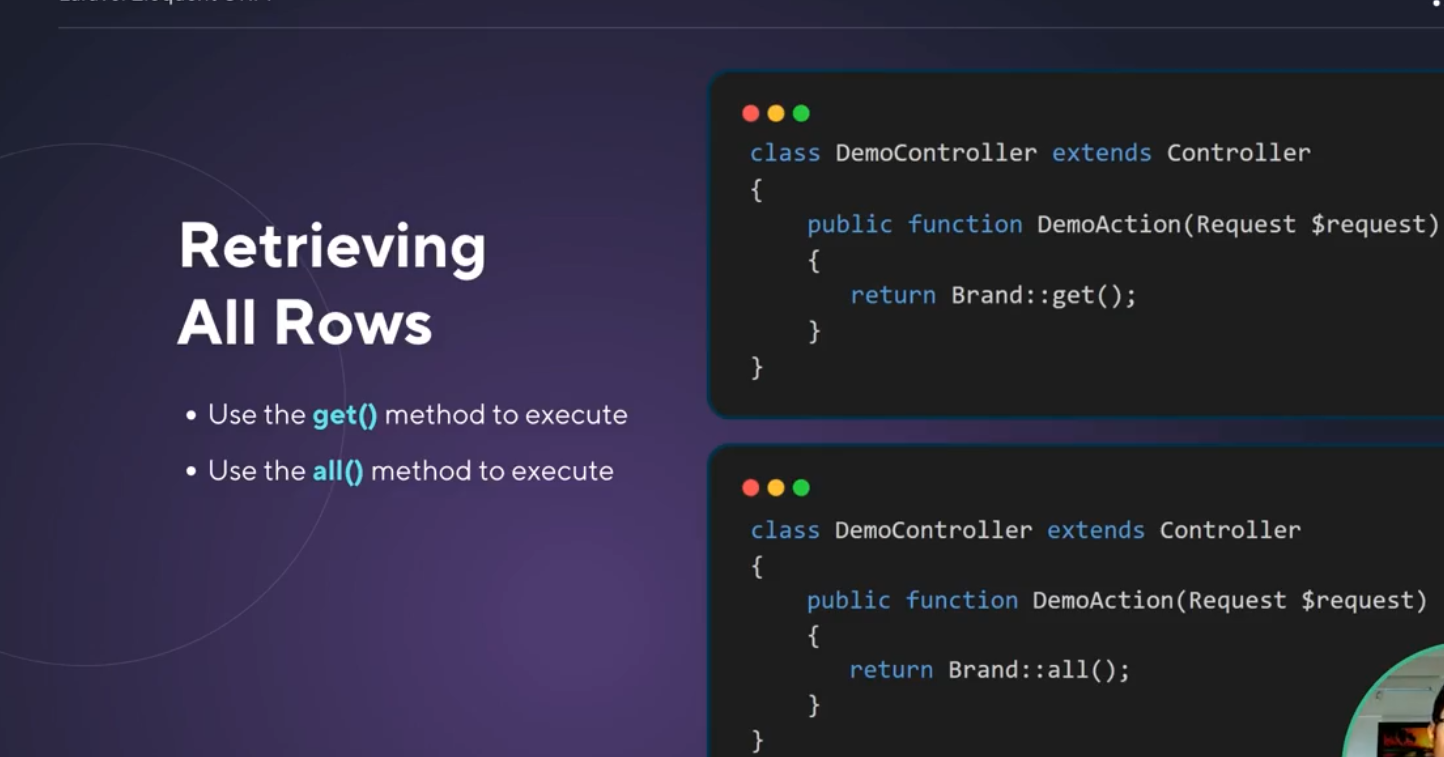 Retrieving
All Rows
• Use the get() method to execute
• Use the all() method to execute
class DemoController extends Controller
{
public function DemoAction(Request $request)
{
return Brand::get();
}
}
class DemoController extends Controller
{
public function DemoAction(Request $request)
{
return Brand::all();
}
}